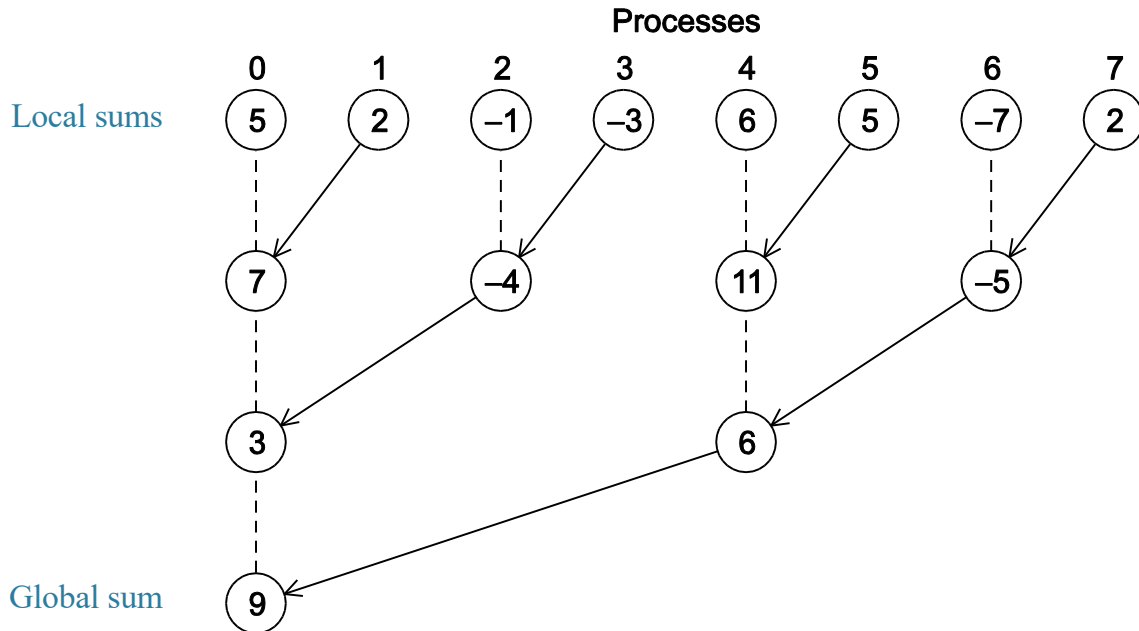 Processes
0 1 2 3 4 5 6 7
Local sums 5 2 –1 –3 6 5 –7 2
7 –4 11 –5
3 6
Global sum 9